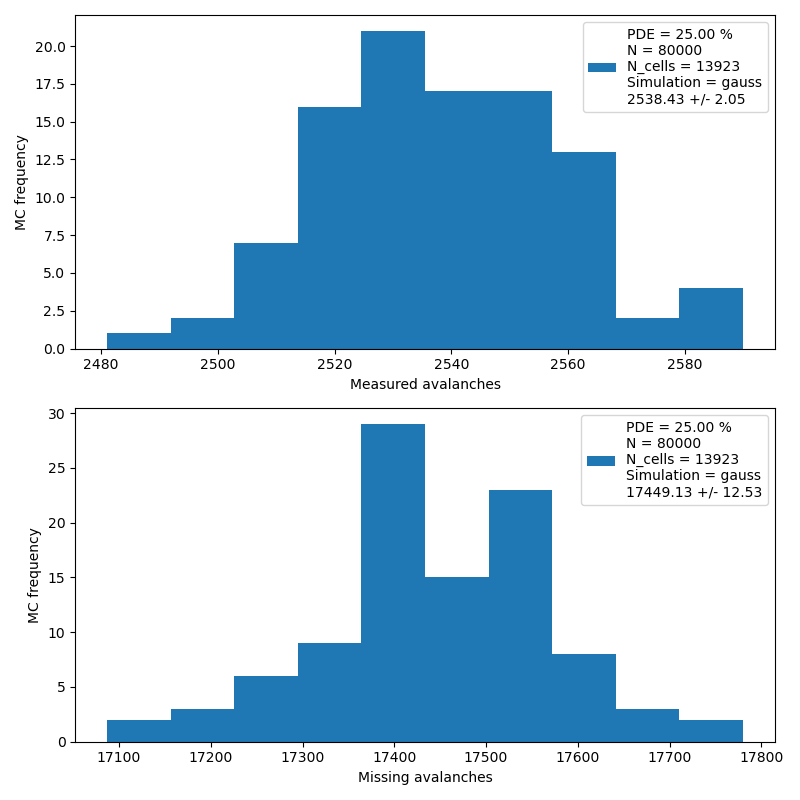 PDE = 25.00 %
N = 80000
N_cells = 13923
Simulation = gauss
2538.43 +/- 2.05
MC frequency
20.0
17.5
15.0
12.5
10.0
7.5
5.0
2.5
0.0
2480 2500 2520 2540 2560 2580
Measured avalanches
PDE = 25.00 %
N = 80000
N_cells = 13923
Simulation = gauss
17449.13 +/- 12.53
MC frequency
30
25
20
15
10
5
0
17100 17200 17300 17400 17500 17600 17700 17800
Missing avalanches